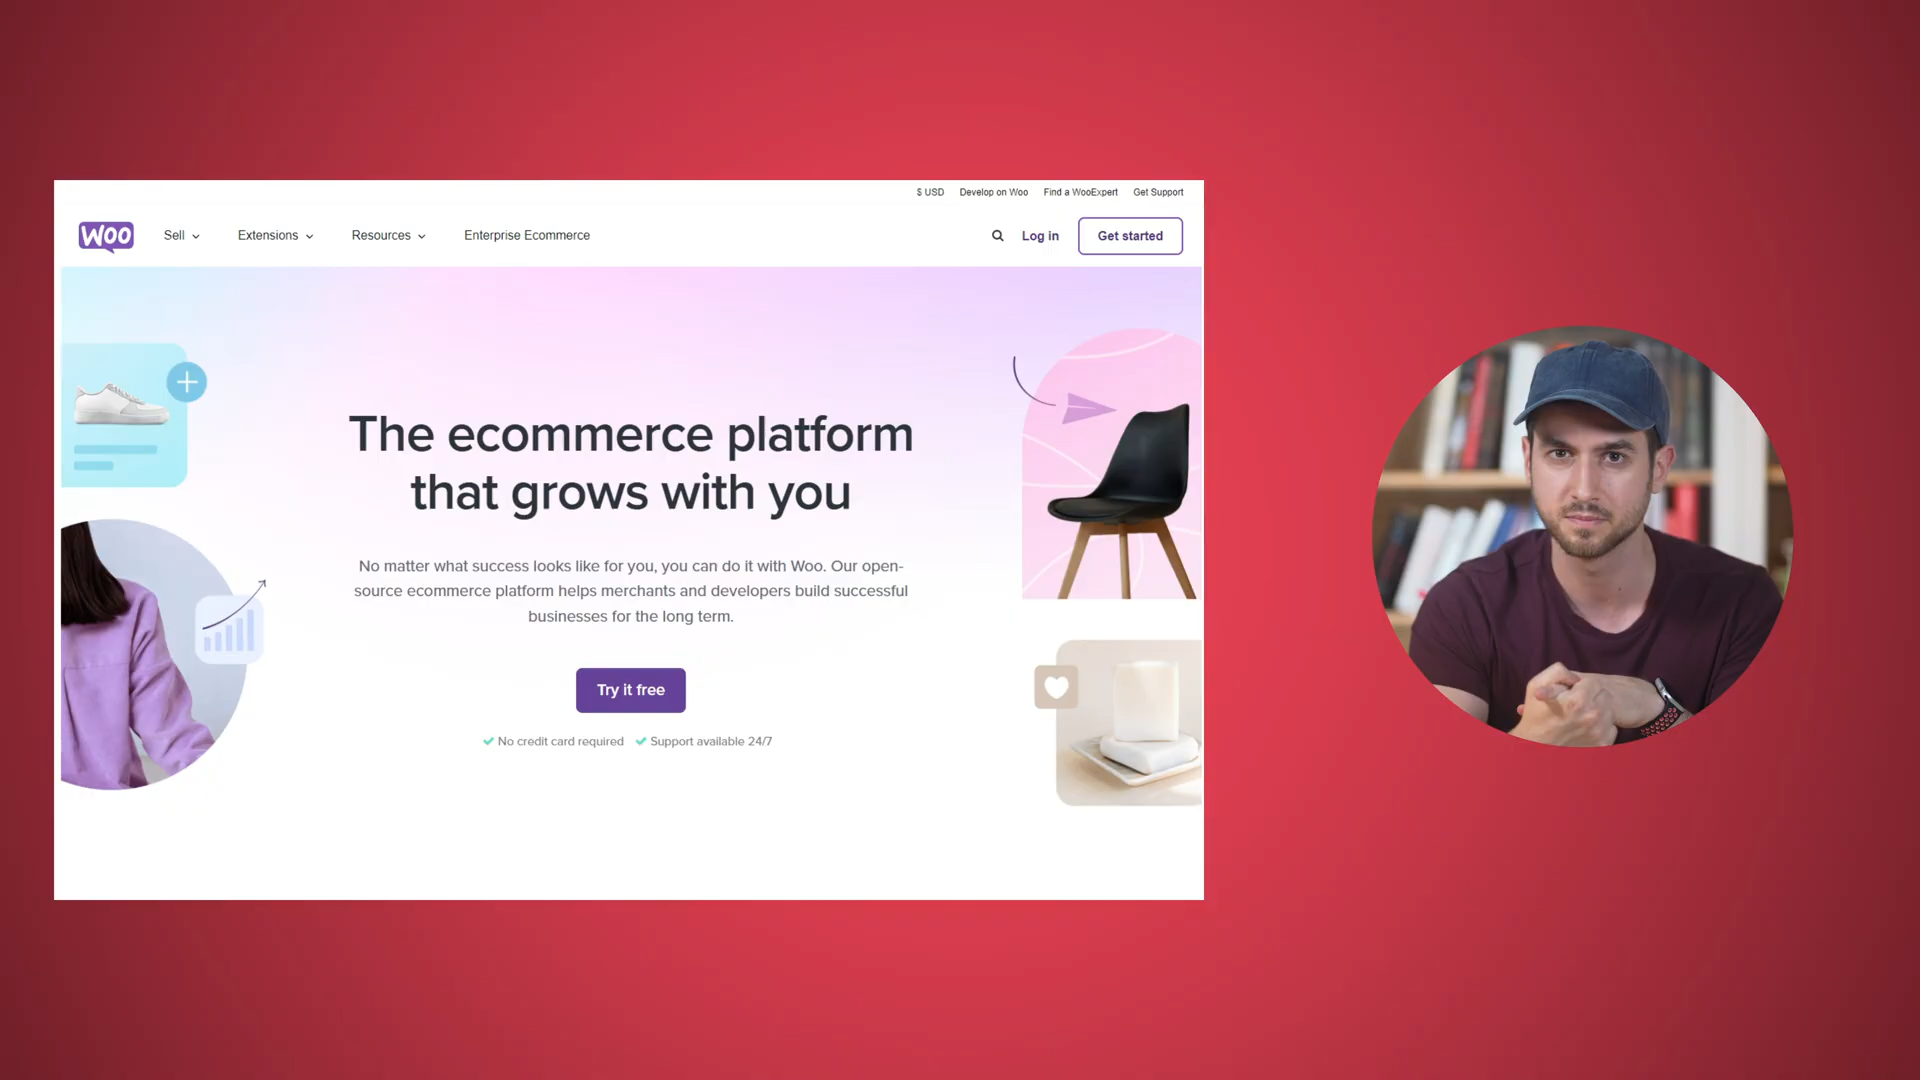 $ USD Develop on Woo Find a WooExpert Get Support
WOO Sell Extensions Resources Enterprise Ecommerce Log in Get started
The ecommerce platform
that grows with you
No matter what success looks like for you, you can do it with Woo. Our open-
source ecommerce platform helps merchants and developers build successful
businesses for the long term.
Try it free
No credit card required Support available 24/7